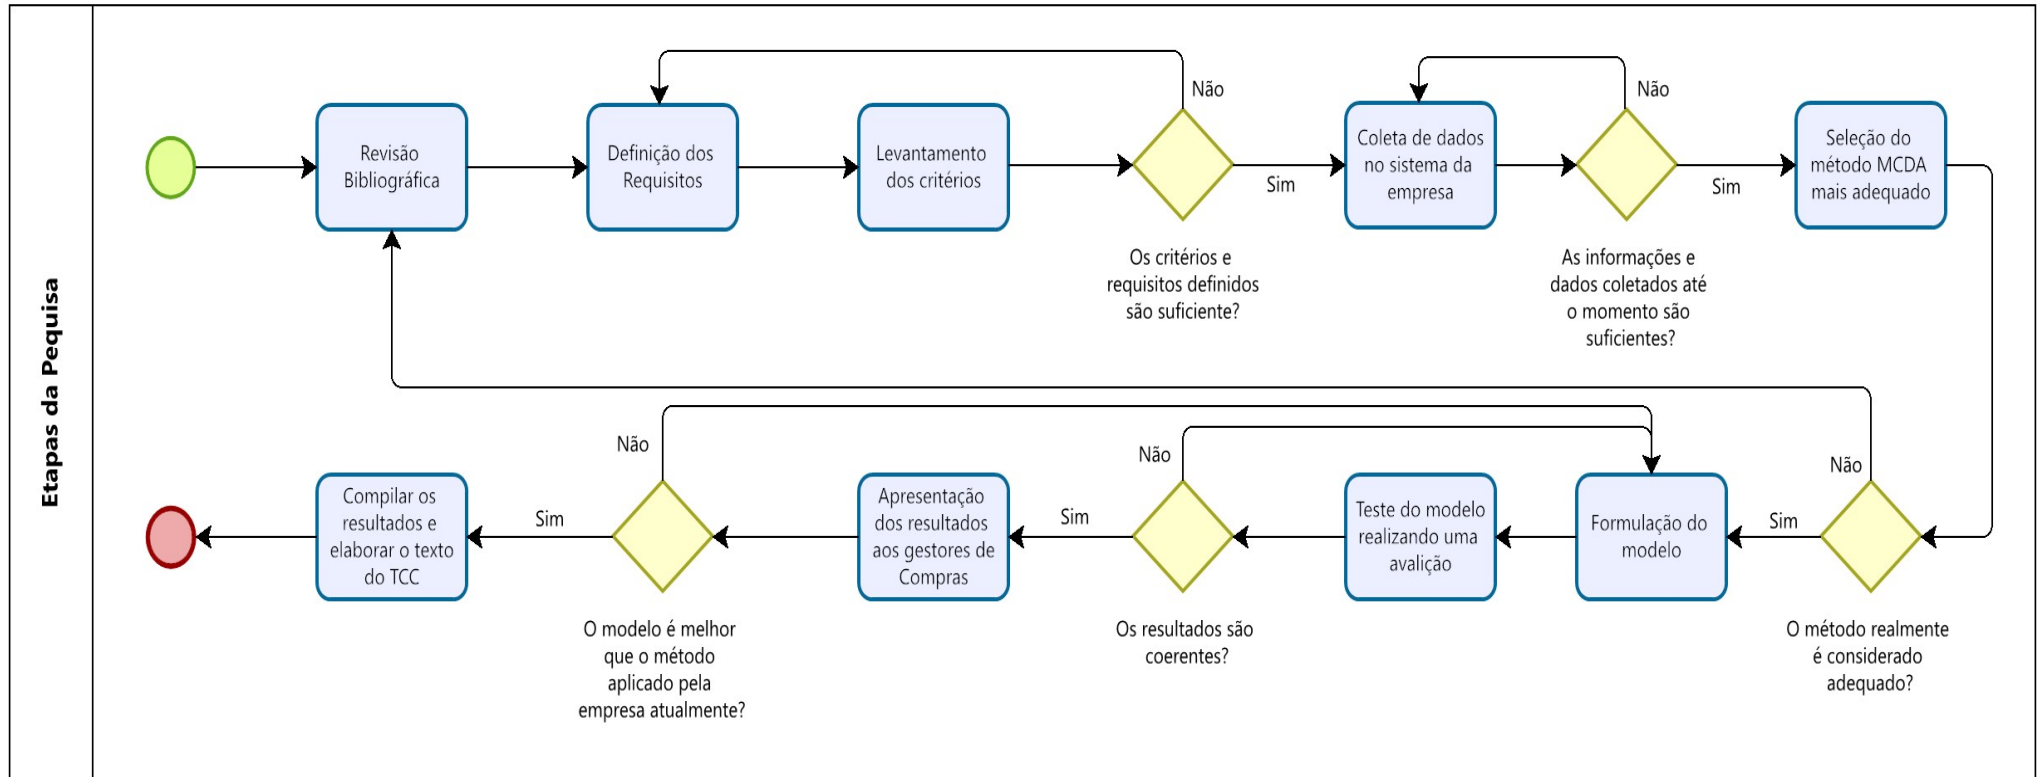 Etapas da Pequisa
Revisão
Bibliográfica
Definição dos
Requisitos
Levantamento
dos critérios
Não
Sim
Os critérios e
requisitos definidos
são suficiente?
Coleta de dados
no sistema da
empresa
Não
Sim
As informações e
dados coletados até
o momento são
suficientes?
Seleção do
método MCDA
mais adequado
Não
Sim
O método realmente
é considerado
adequado?
Formulação do
modelo
Teste do modelo
realizando uma
avalição
Não
Sim
Os resultados são
coerentes?
Apresentação
dos resultados
aos gestores de
Compras
Não
Sim
O modelo é melhor
que o método
aplicado pela
empresa atualmente?
Compilar os
resultados e
elaborar o texto
do TCC